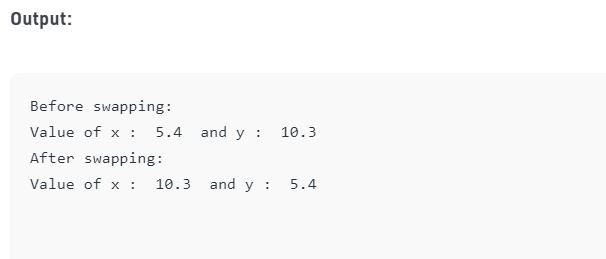 Output:
Before swapping:
Value of x :  5.4  and y :  10.3
After swapping:
Value of x :  10.3  and y :  5.4